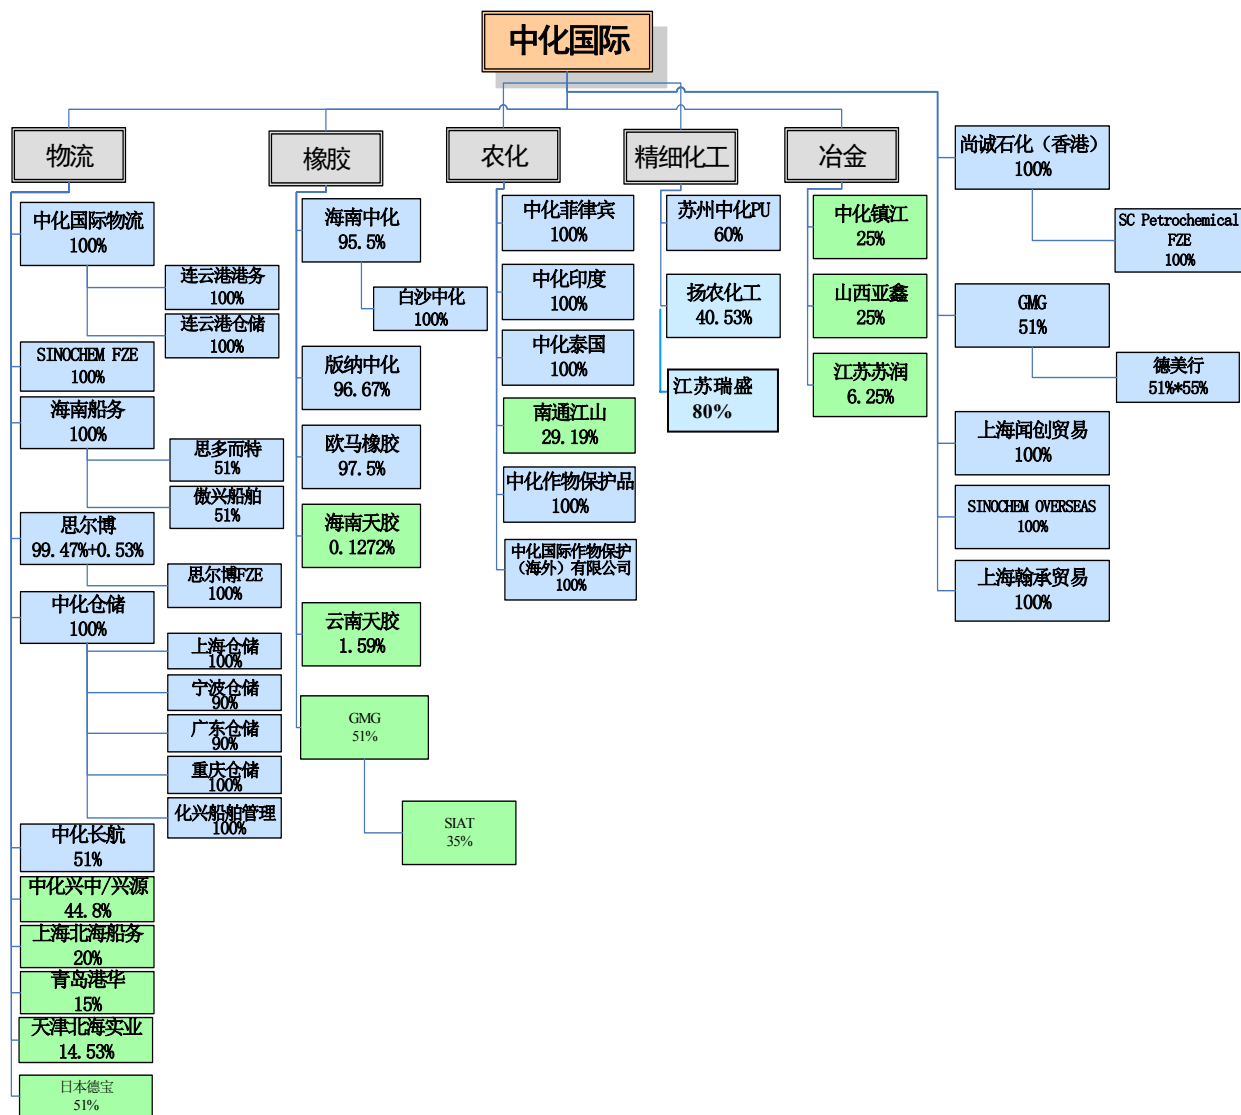 中化国际
物流
中化国际物流
100%
连云港港务
100%
连云港仓储
100%
SINOCHEM FZE
100%
海南船务
100%
思多而特
51%
傲兴船舶
51%
思尔博
99.47%+0.53%
思尔博FZE
100%
中化仓储
100%
上海仓储
100%
宁波仓储
90%
广东仓储
90%
重庆仓储
100%
化兴船舶管理
100%
中化长航
51%
中化兴中/兴源
44.8%
上海北海船务
20%
青岛港华
15%
天津北海实业
14.53%
日本德宝
51%
橡胶
海南中化
95.5%
白沙中化
100%
版纳中化
96.67%
欧马橡胶
97.5%
海南天胶
0.1272%
云南天胶
1.59%
GMG
51%
SIAT
35%
农化
中化菲律宾
100%
中化印度
100%
中化泰国
100%
南通江山
29.19%
中化作物保护品
100%
中化国际作物保护
（海外）有限公司
100%
精细化工
苏州中化PU
60%
扬农化工
40.53%
江苏瑞盛
80%
冶金
中化镇江
25%
山西亚鑫
25%
江苏苏润
6.25%
尚诚石化（香港）
100%
SC Petrochemical
FZE
100%
GMG
51%
德美行
51%*55%
上海闻创贸易
100%
SINOCHEM OVERSEAS
100%
上海翰承贸易
100%